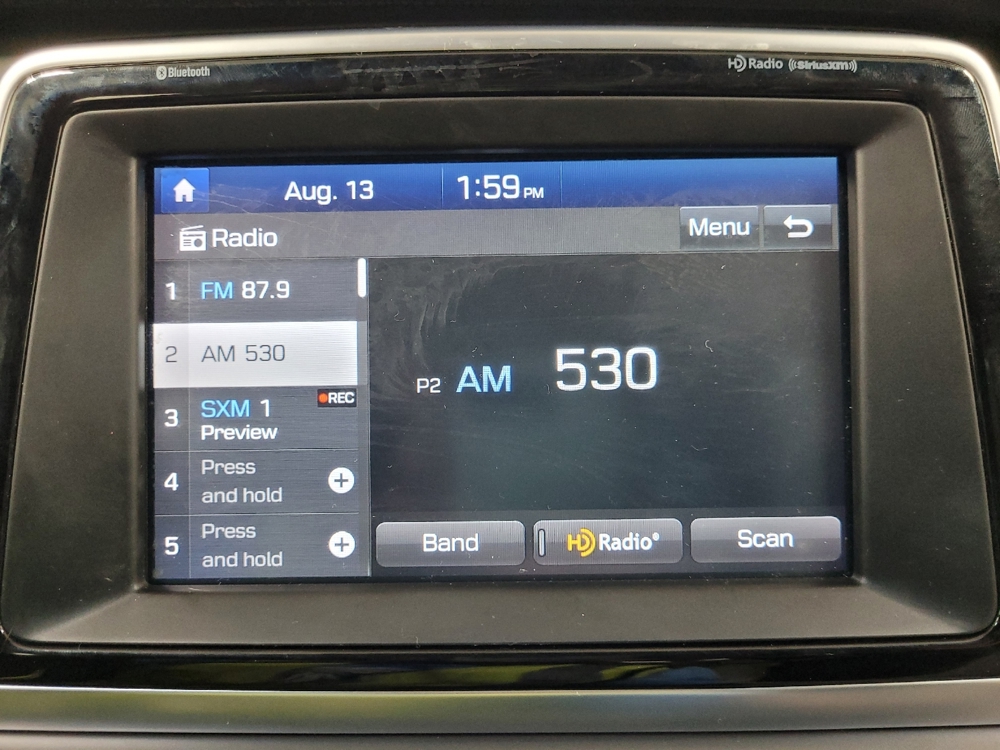 Bluetooth
HD Radio ((SiriusXM))
Aug. 13
1:59 PM
Radio
Menu
1 FM 87.9
2 AM 530
3 SXM 1
REC
Preview
4 Press
and hold
5 Press
and hold
P2 AM 530
Band
HD Radio®
Scan